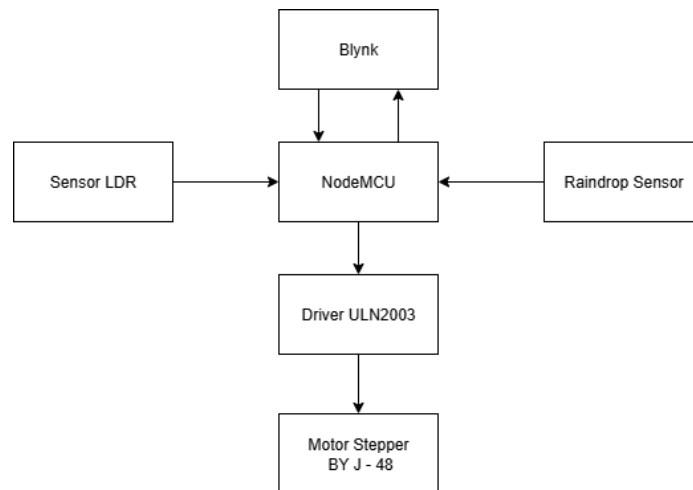 Blynk
Sensor LDR
NodeMCU
Raindrop Sensor
Driver ULN2003
Motor Stepper
BY J - 48